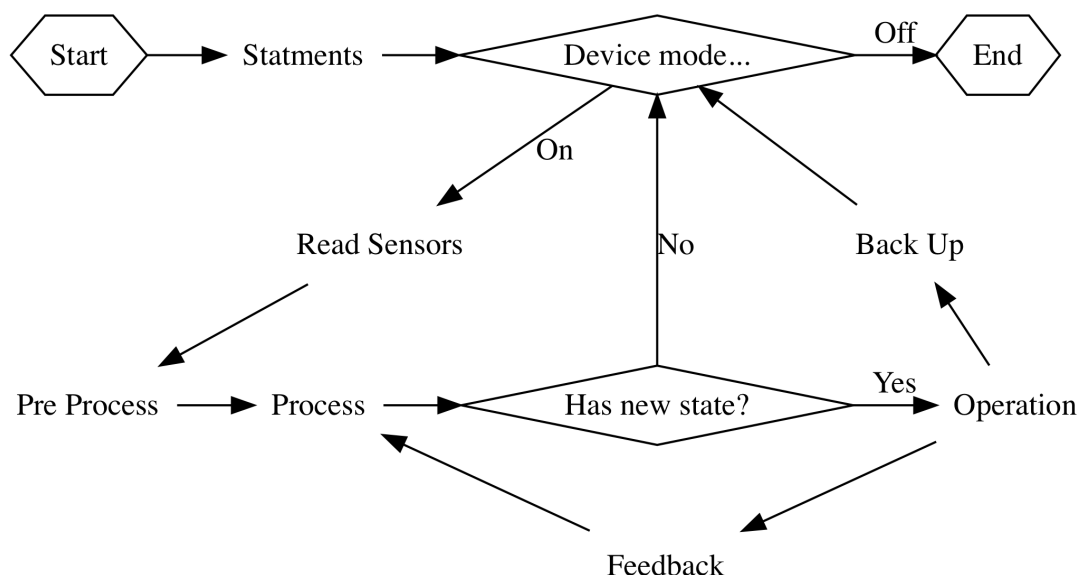 Start
Statments
Device mode...
Off
End
On
Read Sensors
No
Back Up
Pre Process
Process
Has new state?
Yes
Operation
Feedback